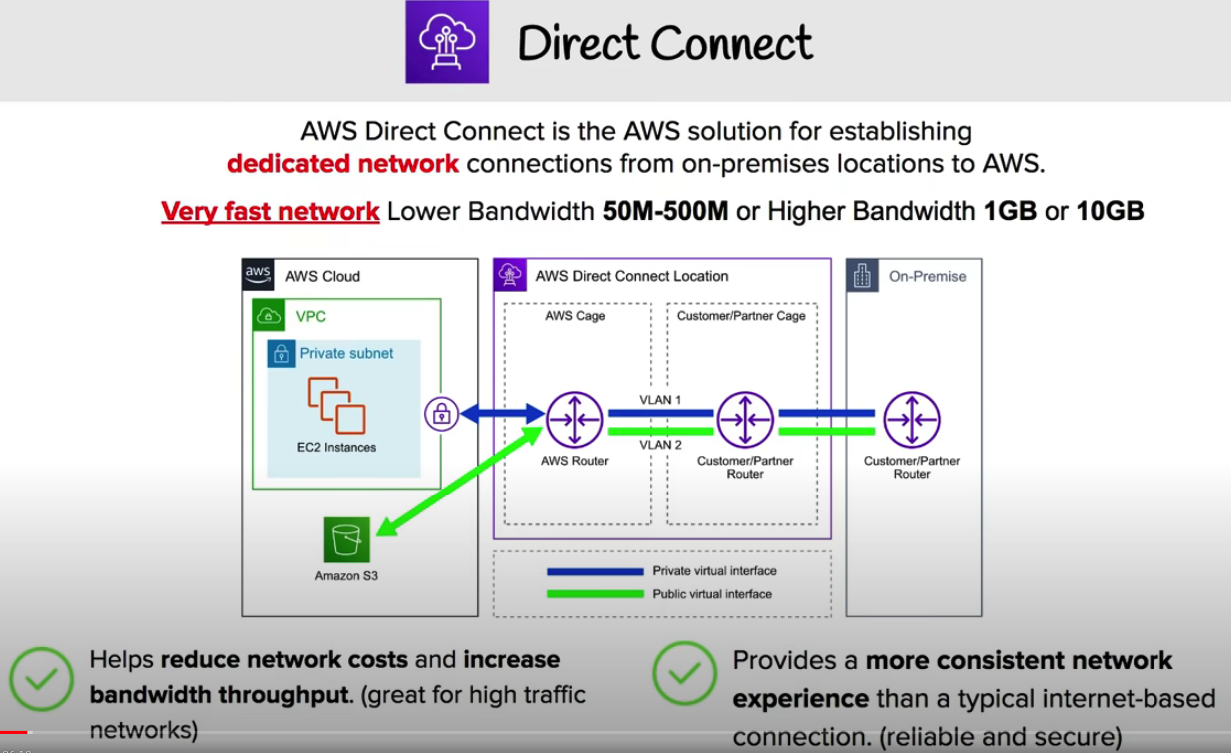 Direct Connect
AWS Direct Connect is the AWS solution for establishing
dedicated network connections from on-premises locations to AWS.
Very fast network Lower Bandwidth 50M-500M or Higher Bandwidth 1GB or 10GB
aws
AWS Cloud
VPC
Private subnet
EC2 Instances
Amazon S3
AWS Direct Connect Location
AWS Cage
Customer/Partner Cage
VLAN 1
VLAN 2
AWS Router
Customer/Partner
Router
On-Premise
Customer/Partner
Router
Private virtual interface
Public virtual interface
Helps reduce network costs and increase
bandwidth throughput. (great for high traffic
networks)
Provides a more consistent network
experience than a typical internet-based
connection. (reliable and secure)